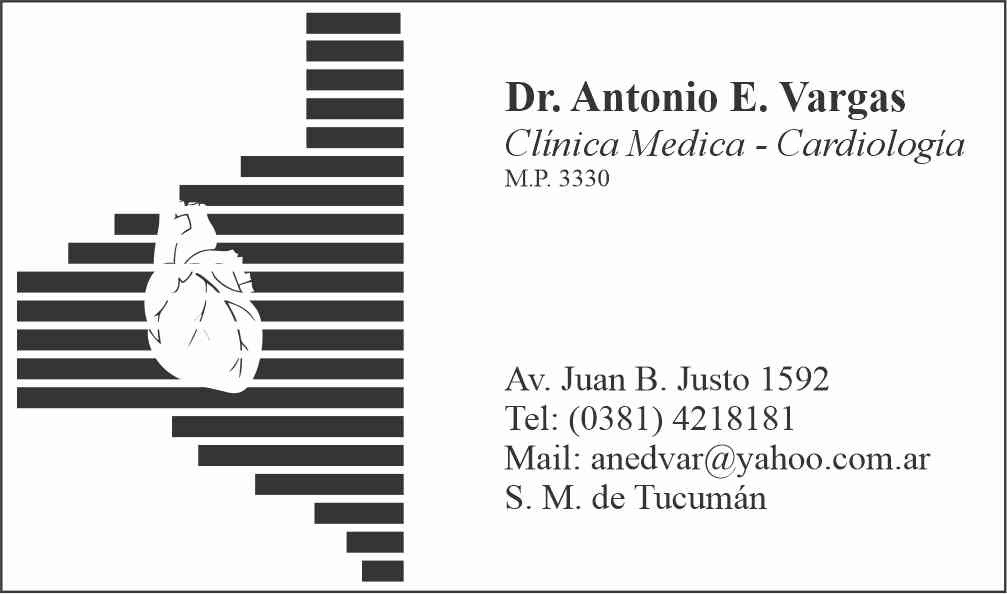 Dr. Antonio E. Vargas
Clínica Medica - Cardiología
M.P. 3330
Av. Juan B. Justo 1592
Tel: (0381) 4218181
Mail: anedvar@yahoo.com.ar
S. M. de Tucumán